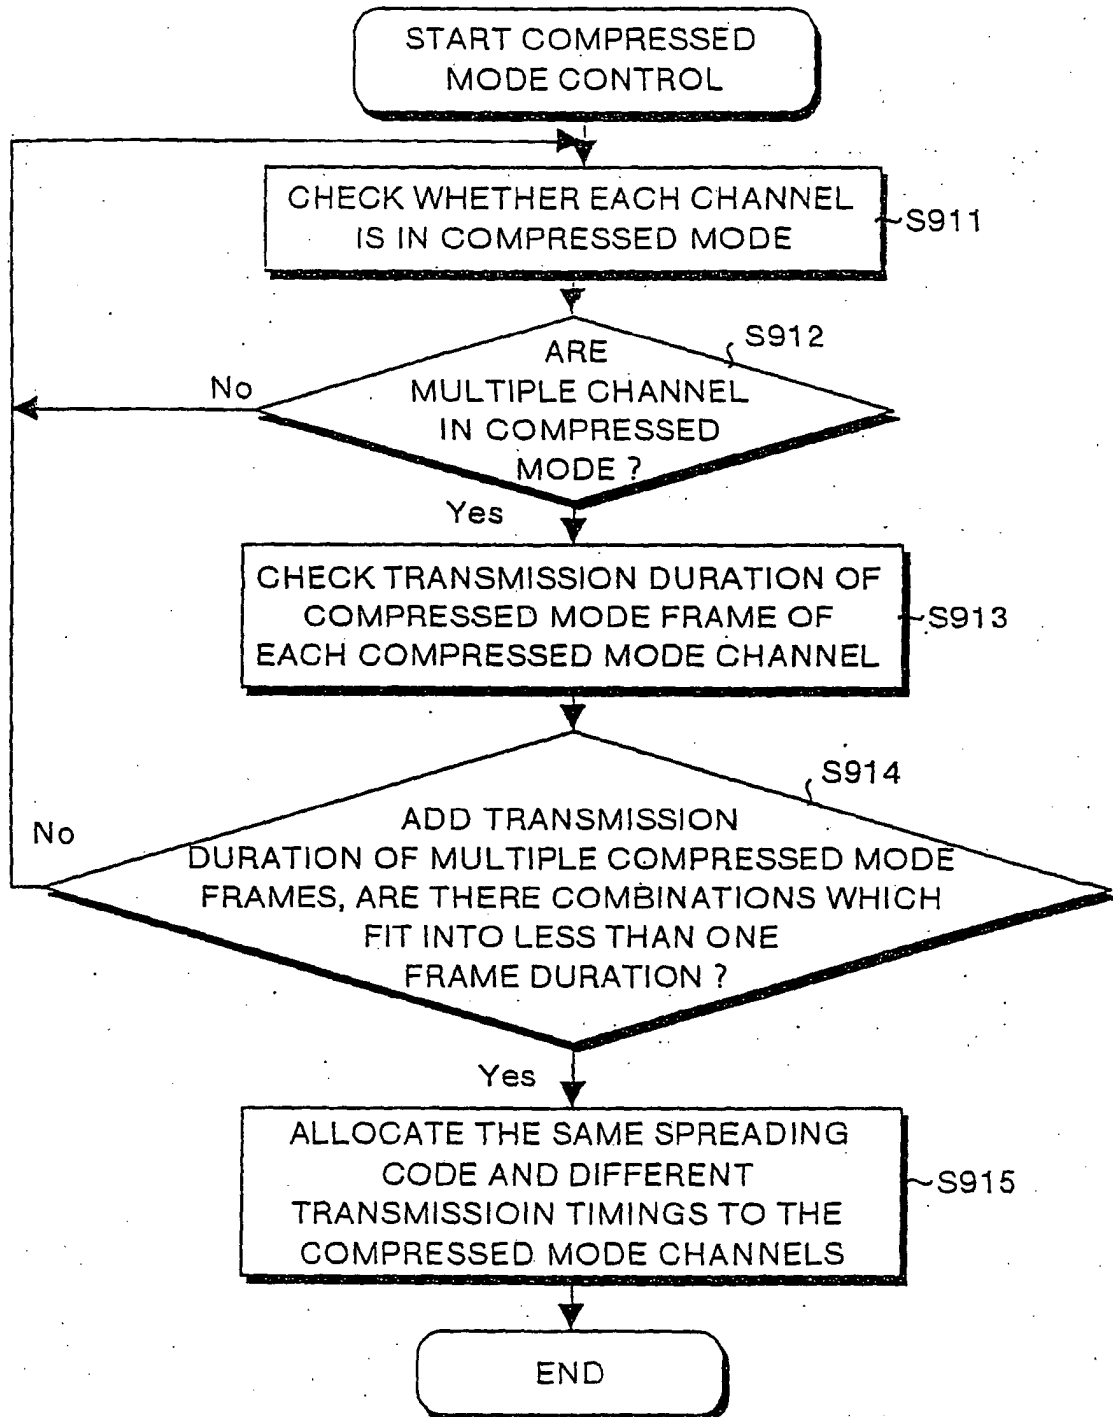 START COMPRESSED
MODE CONTROL
CHECK WHETHER EACH CHANNEL
IS IN COMPRESSED MODE
S911
S912
ARE
MULTIPLE CHANNEL
IN COMPRESSED
MODE ?
No
Yes
CHECK TRANSMISSION DURATION OF
COMPRESSED MODE FRAME OF
EACH COMPRESSED MODE CHANNEL
S913
S914
No
ADD TRANSMISSION
DURATION OF MULTIPLE COMPRESSED MODE
FRAMES, ARE THERE COMBINATIONS WHICH
FIT INTO LESS THAN ONE
FRAME DURATION ?
Yes
ALLOCATE THE SAME SPREADING
CODE AND DIFFERENT
TRANSMISSIOIN TIMINGS TO THE
COMPRESSED MODE CHANNELS
S915
END